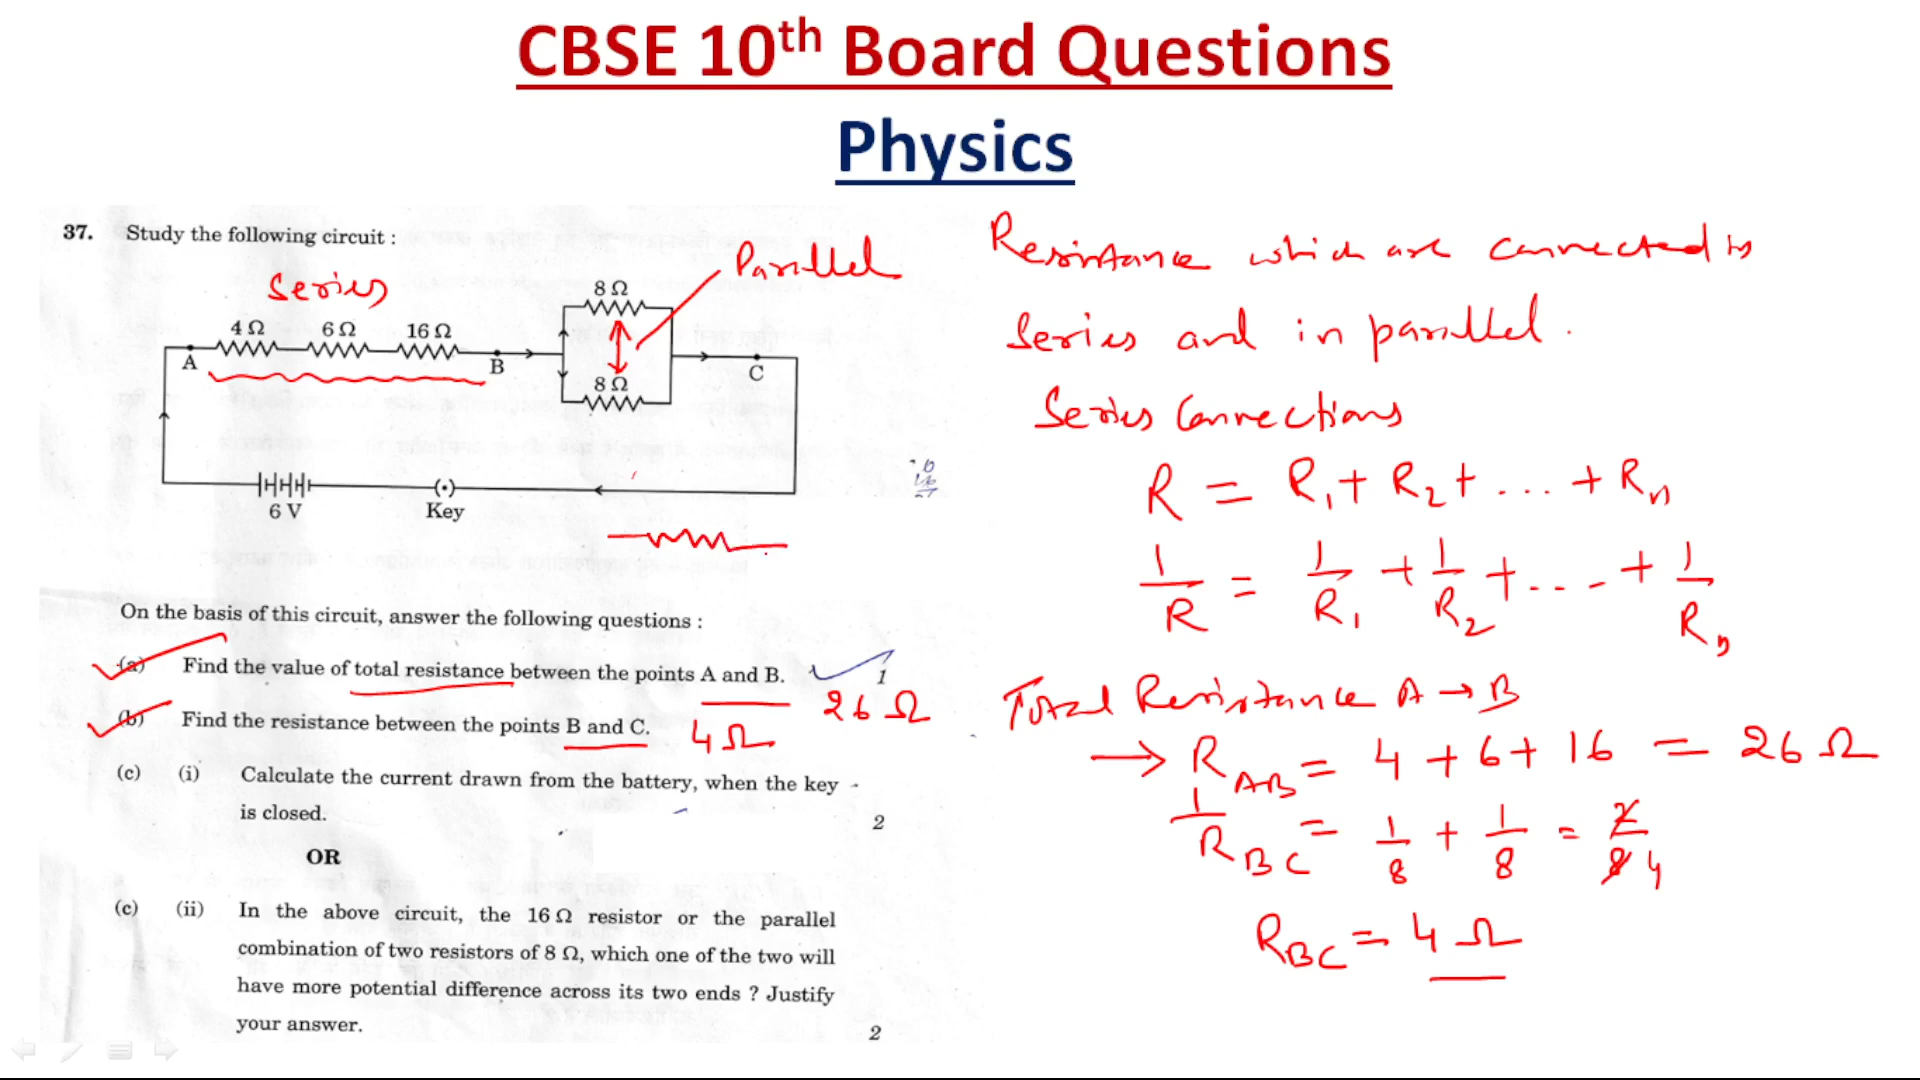 CBSE 10th Board Questions
Physics
37. Study the following circuit :
Series
Parallel
8 Ω
4 Ω 6 Ω 16 Ω
A B C
8 Ω
6 V Key
On the basis of this circuit, answer the following questions :
(a) Find the value of total resistance between the points A and B. 1
26 Ω
(b) Find the resistance between the points B and C. 4Ω
(c) (i) Calculate the current drawn from the battery, when the key
is closed. 2
OR
(c) (ii) In the above circuit, the 16 Ω resistor or the parallel
combination of two resistors of 8 Ω, which one of the two will
have more potential difference across its two ends ? Justify
your answer. 2
Resistance which are connected is
Series and in parallel.
Series Connections
R = R₁ + R₂ + ... + Rₙ
1/R = 1/R₁ + 1/R₂ + ... + 1/Rₙ
Total Resistance A → B
→ R_AB = 4 + 6 + 16 = 26 Ω
1/R_BC = 1/8 + 1/8 = 2/8 4
R_BC = 4 Ω